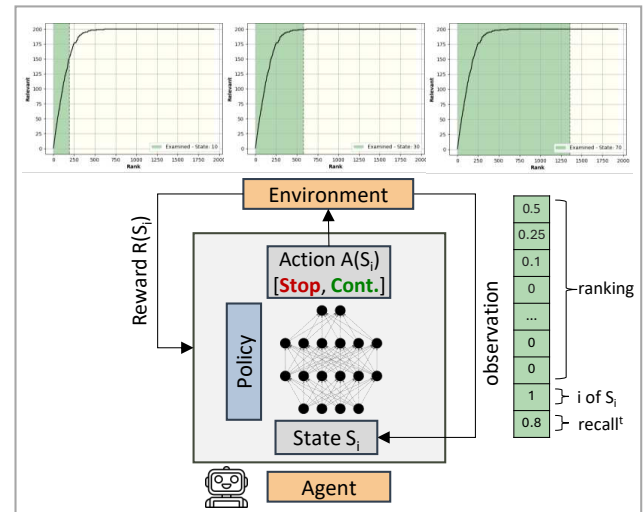 200
175
150
125
100
75
50
25
0
Relevant
0 250 500 750 1000 1250 1500 1750 2000
Rank
Examined - State: 10
200
175
150
125
100
75
50
25
0
Relevant
0 250 500 750 1000 1250 1500 1750 2000
Rank
Examined - State: 30
200
175
150
125
100
75
50
25
0
Relevant
0 250 500 750 1000 1250 1500 1750 2000
Rank
Examined - State: 70
Environment
Reward R(Si)
Action A(Si)
[Stop, Cont.]
Policy
State Si
Agent
observation
0.5
0.25
0.1
0
...
0
0
1
0.8
ranking
i of Si
recallᵗ